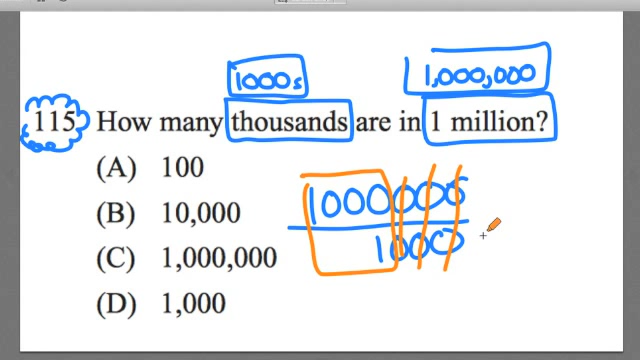 1000s 1,000,000
115 How many thousands are in 1 million?
(A) 100
(B) 10,000
(C) 1,000,000
(D) 1,000
1000000
1000